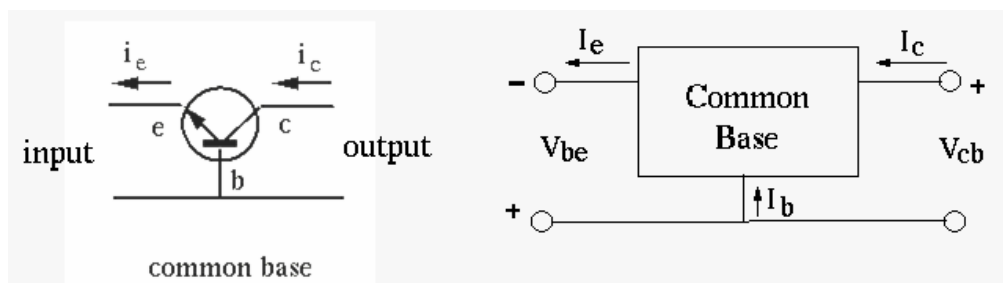 i_e
i_c
e
c
input
output
b
common base
I_e
I_c
-
+
Common
Base
V_be
V_cb
+
I_b